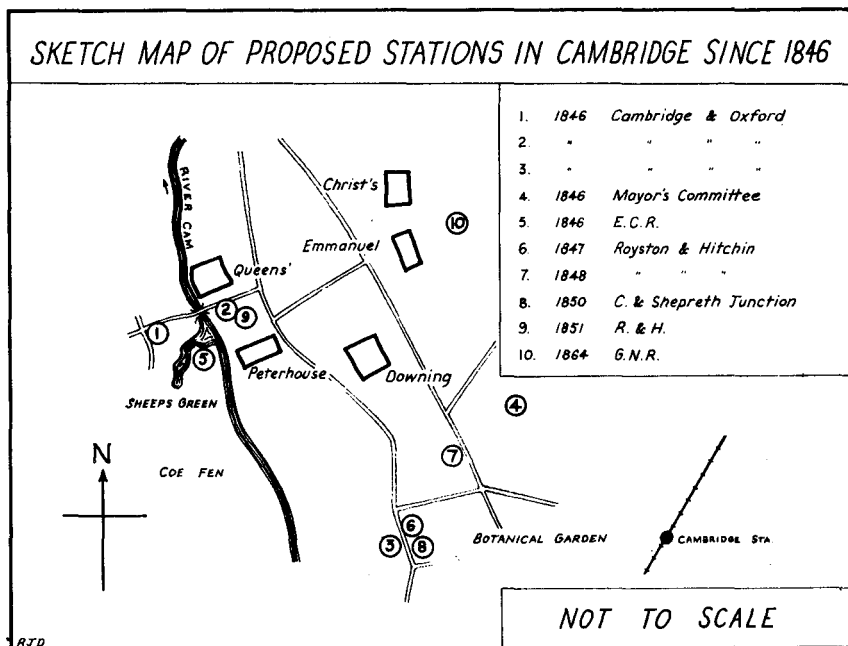 SKETCH MAP OF PROPOSED STATIONS IN CAMBRIDGE SINCE 1846
1. 1846 Cambridge & Oxford
2. " " " "
3. " " " "
4. 1846 Mayor's Committee
5. 1846 E.C.R.
6. 1847 Royston & Hitchin
7. 1848 " " "
8. 1850 C. & Shepreth Junction
9. 1851 R. & H.
10. 1864 G.N.R.
RIVER CAM
Christ's
10
Emmanuel
Queens'
2
9
1
5
Peterhouse
Downing
SHEEPS GREEN
4
COE FEN
7
N
6
3
8
BOTANICAL GARDEN
CAMBRIDGE STA.
NOT TO SCALE
RJD